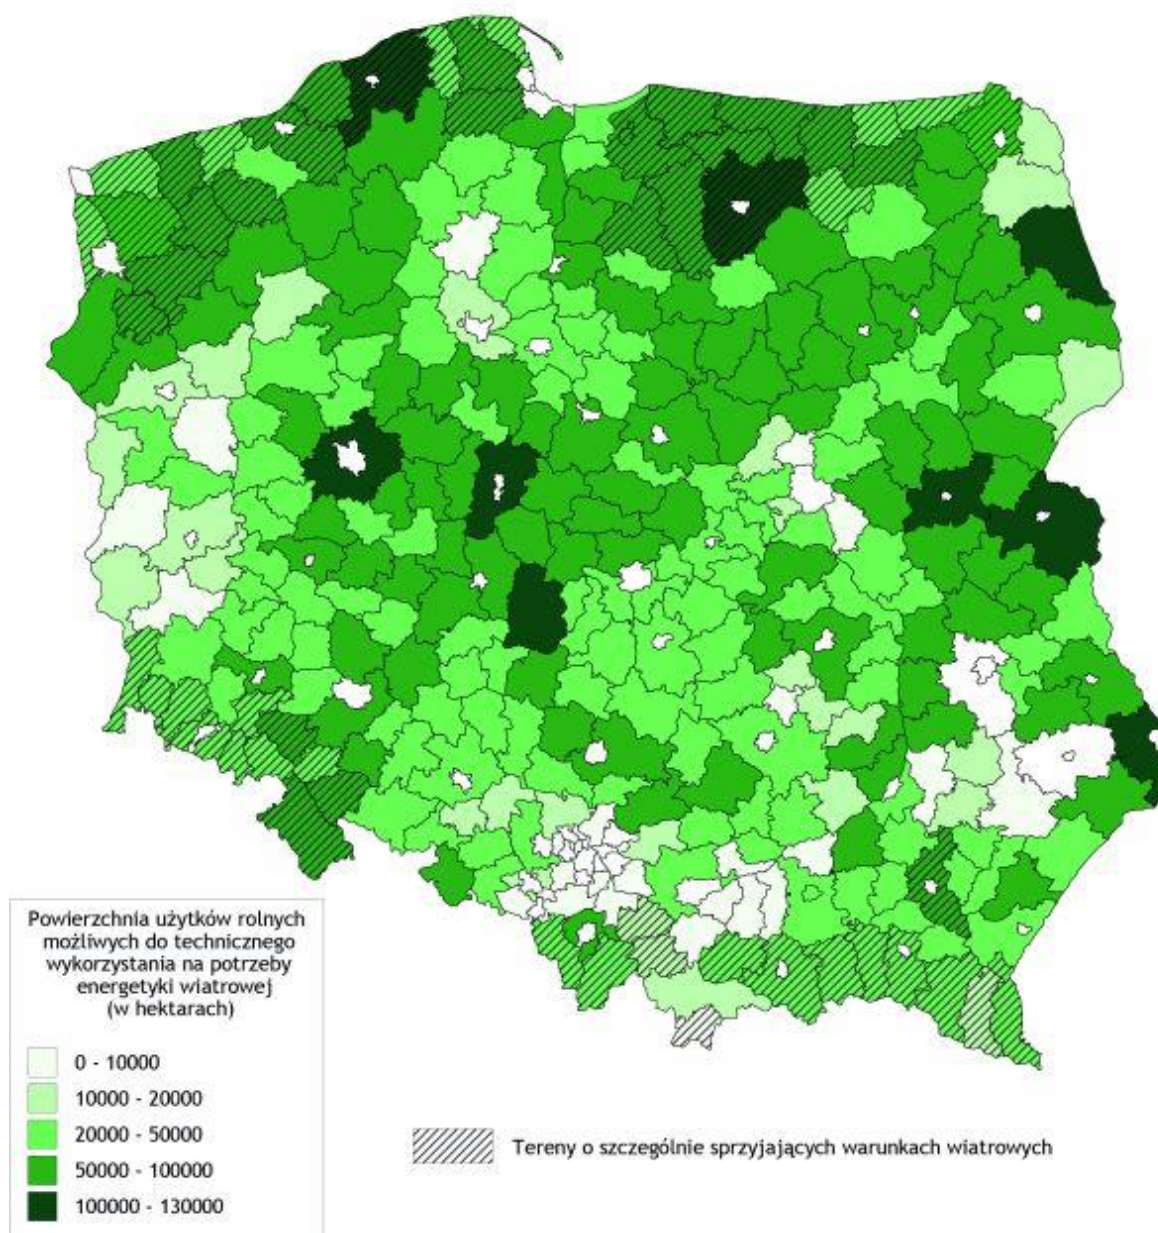 Powierzchnia użytków rolnych
możliwych do technicznego
wykorzystania na potrzeby
energetyki wiatrowej
(w hektarach)
0 - 10000
10000 - 20000
20000 - 50000
50000 - 100000
100000 - 130000
Tereny o szczególnie sprzyjających warunkach wiatrowych